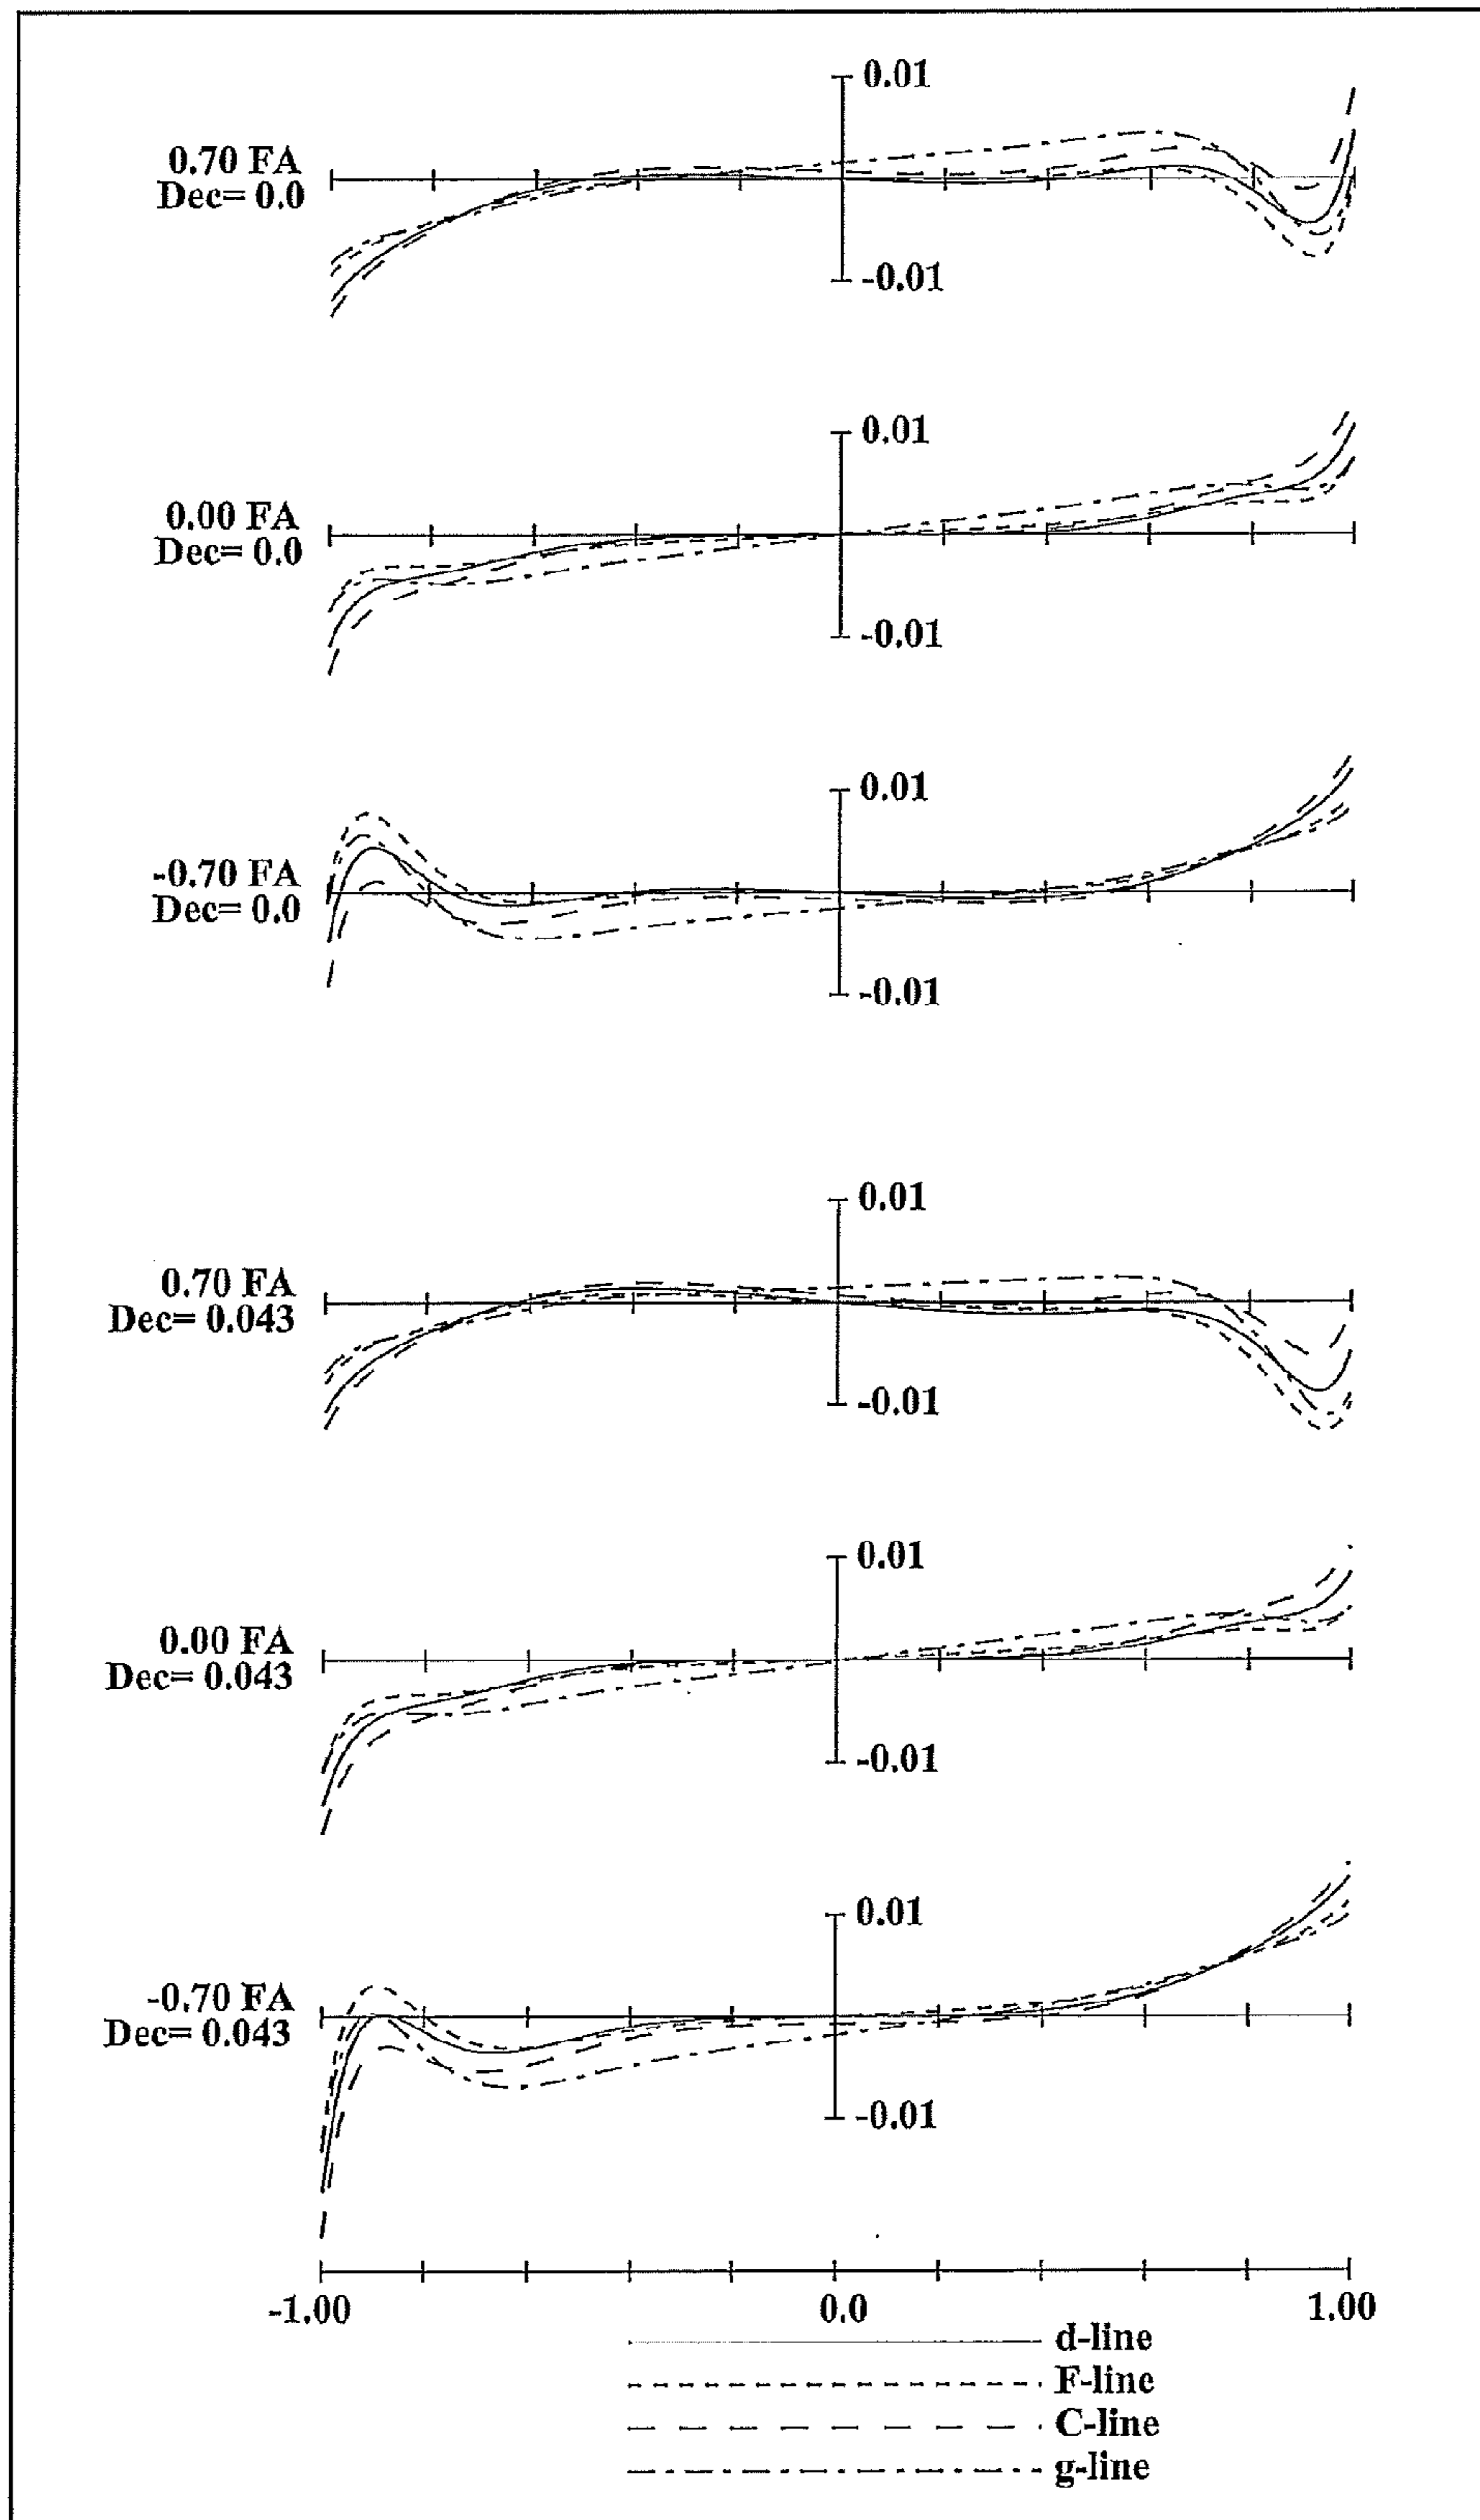 0.01
0.70 FA
Dec= 0.0
-0.01
0.01
0.00 FA
Dec= 0.0
-0.01
0.01
-0.70 FA
Dec= 0.0
-0.01
0.01
0.70 FA
Dec= 0.043
-0.01
0.01
0.00 FA
Dec= 0.043
-0.01
0.01
-0.70 FA
Dec= 0.043
-0.01
-1.00 0.0 1.00
d-line
F-line
C-line
g-line